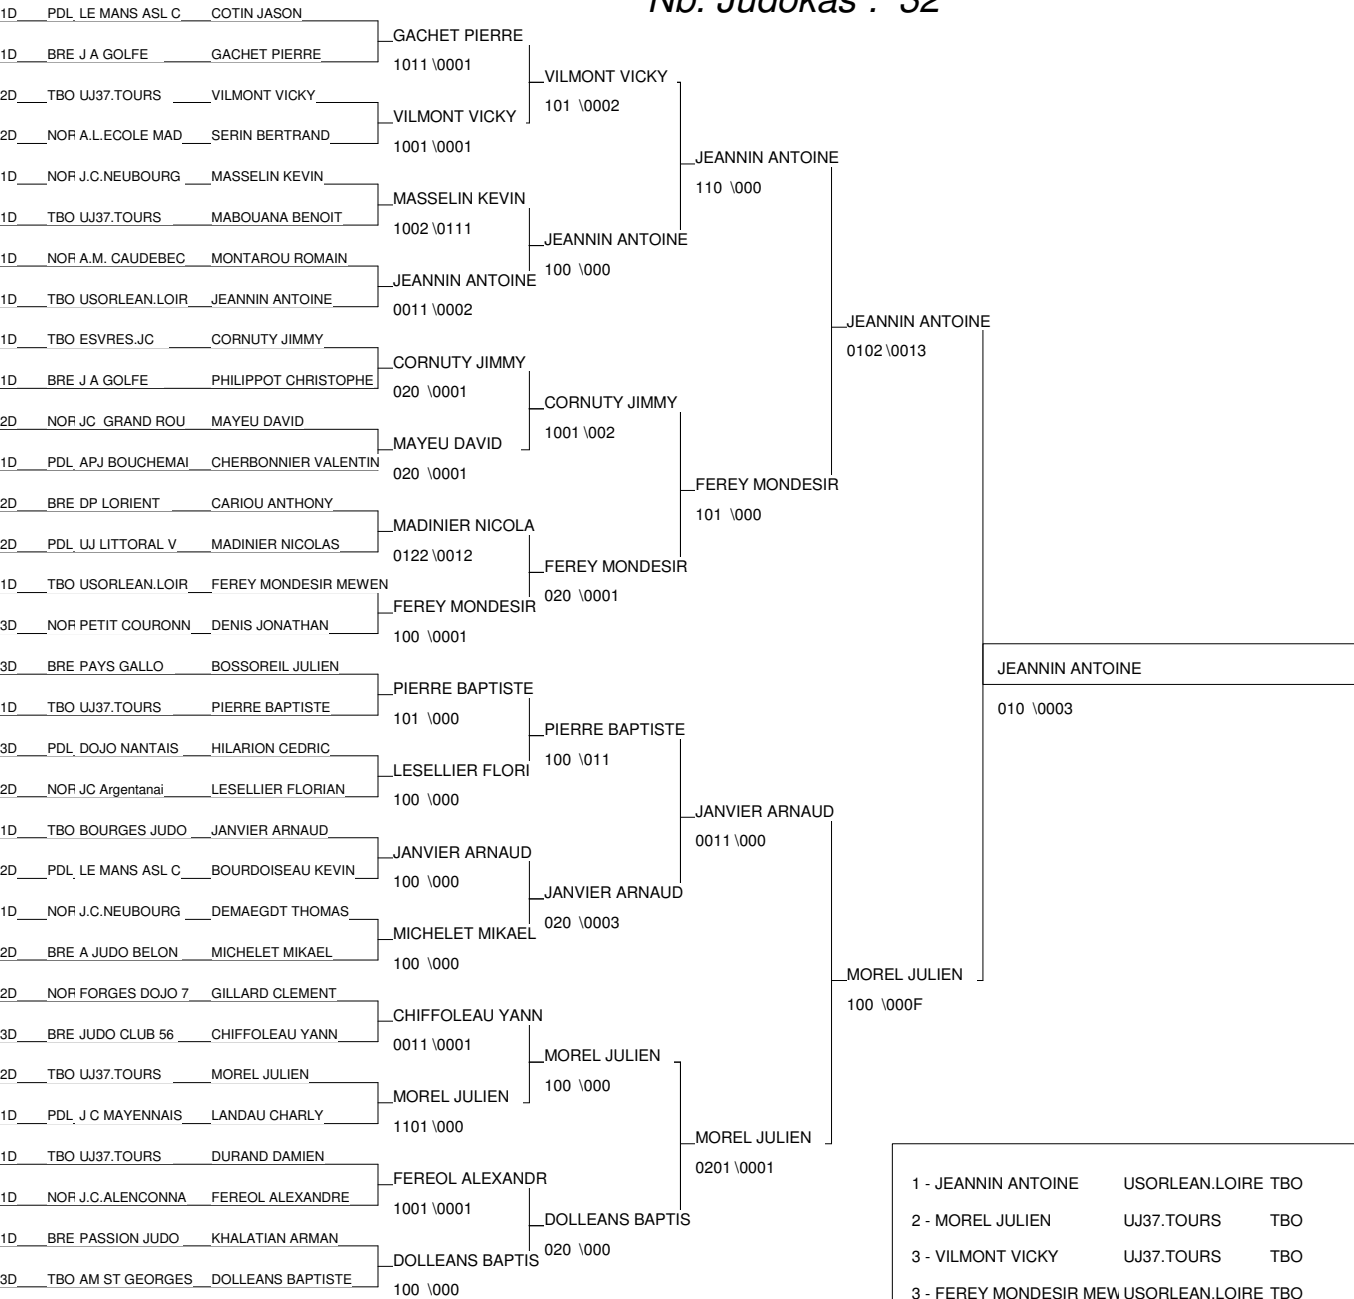 Nb. Judokas : 32
1D PDL LE MANS ASL C COTIN JASON
GACHET PIERRE
1D BRE J A GOLFE GACHET PIERRE
1011 \0001
VILMONT VICKY
2D TBO UJ37.TOURS VILMONT VICKY
101 \0002
VILMONT VICKY
2D NOR A.L.ECOLE MAD SERIN BERTRAND
1001 \0001
JEANNIN ANTOINE
1D NOR J.C.NEUBOURG MASSELIN KEVIN
110 \000
MASSELIN KEVIN
1D TBO UJ37.TOURS MABOUANA BENOIT
1002 \0111
JEANNIN ANTOINE
1D NOR A.M. CAUDEBEC MONTAROU ROMAIN
100 \000
JEANNIN ANTOINE
1D TBO USORLEAN.LOIR JEANNIN ANTOINE
0011 \0002
JEANNIN ANTOINE
1D TBO ESVRES.JC CORNUTY JIMMY
0102 \0013
CORNUTY JIMMY
1D BRE J A GOLFE PHILIPPOT CHRISTOPHE
020 \0001
CORNUTY JIMMY
2D NOR JC GRAND ROU MAYEU DAVID
1001 \002
MAYEU DAVID
1D PDL APJ BOUCHEMAI CHERBONNIER VALENTIN
020 \0001
FEREY MONDESIR
2D BRE DP LORIENT CARIOU ANTHONY
101 \000
MADINIER NICOLA
2D PDL UJ LITTORAL V MADINIER NICOLAS
0122 \0012
FEREY MONDESIR
1D TBO USORLEAN.LOIR FEREY MONDESIR MEWEN
020 \0001
FEREY MONDESIR
3D NOR PETIT COURONN DENIS JONATHAN
100 \0001
3D BRE PAYS GALLO BOSSOREIL JULIEN
JEANNIN ANTOINE
PIERRE BAPTISTE
1D TBO UJ37.TOURS PIERRE BAPTISTE
010 \0003
101 \000
PIERRE BAPTISTE
3D PDL DOJO NANTAIS HILARION CEDRIC
100 \011
LESELLIER FLORI
2D NOR JC Argentanai LESELLIER FLORIAN
100 \000
JANVIER ARNAUD
1D TBO BOURGES JUDO JANVIER ARNAUD
0011 \000
JANVIER ARNAUD
2D PDL LE MANS ASL C BOURDOISEAU KEVIN
100 \000
JANVIER ARNAUD
1D NOR J.C.NEUBOURG DEMAEGDT THOMAS
020 \0003
MICHELET MIKAEL
2D BRE A JUDO BELON MICHELET MIKAEL
100 \000
MOREL JULIEN
2D NOR FORGES DOJO 7 GILLARD CLEMENT
100 \000F
CHIFFOLEAU YANN
3D BRE JUDO CLUB 56 CHIFFOLEAU YANN
0011 \0001
MOREL JULIEN
2D TBO UJ37.TOURS MOREL JULIEN
100 \000
MOREL JULIEN
1D PDL J C MAYENNAIS LANDAU CHARLY
1101 \000
MOREL JULIEN
1D TBO UJ37.TOURS DURAND DAMIEN
0201 \0001
FEREOL ALEXANDR
1D NOR J.C.ALENCONNA FEREOL ALEXANDRE
1001 \0001
DOLLEANS BAPTIS
1D BRE PASSION JUDO KHALATIAN ARMAN
020 \000
DOLLEANS BAPTIS
3D TBO AM ST GEORGES DOLLEANS BAPTISTE
100 \000
1 - JEANNIN ANTOINE USORLEAN.LOIRE TBO
2 - MOREL JULIEN UJ37.TOURS TBO
3 - VILMONT VICKY UJ37.TOURS TBO
3 - FEREY MONDESIR MEW USORLEAN.LOIRE TBO